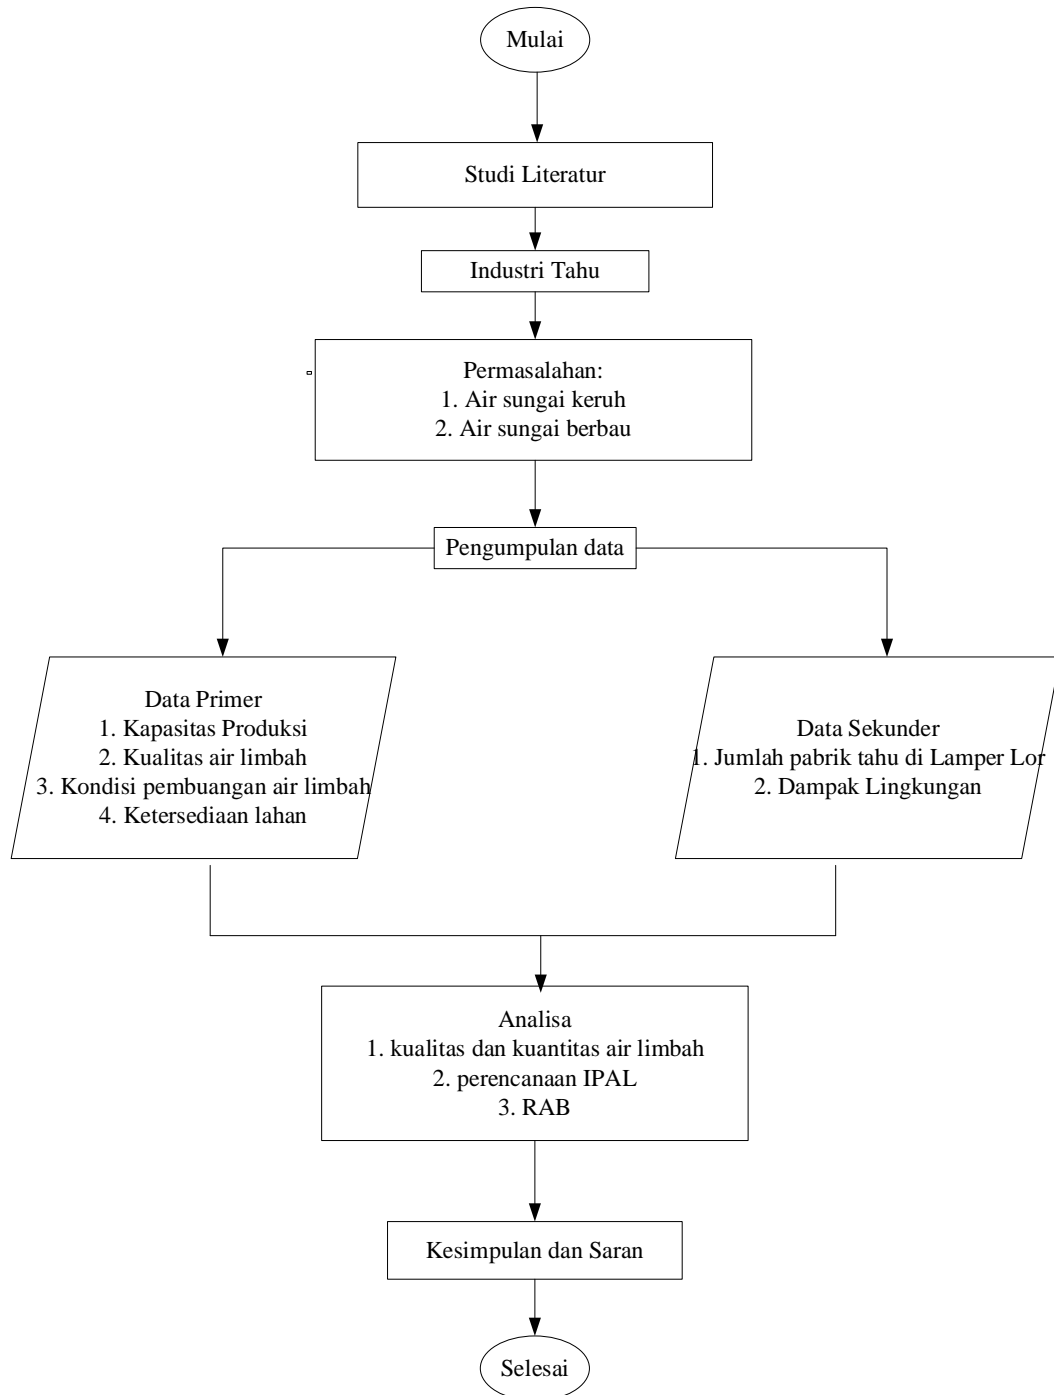 Mulai
Studi Literatur
Industri Tahu
Permasalahan:
1. Air sungai keruh
2. Air sungai berbau
Pengumpulan data
Data Primer
1. Kapasitas Produksi
2. Kualitas air limbah
3. Kondisi pembuangan air limbah
4. Ketersediaan lahan
Data Sekunder
1. Jumlah pabrik tahu di Lamper Lor
2. Dampak Lingkungan
Analisa
1. kualitas dan kuantitas air limbah
2. perencanaan IPAL
3. RAB
Kesimpulan dan Saran
Selesai